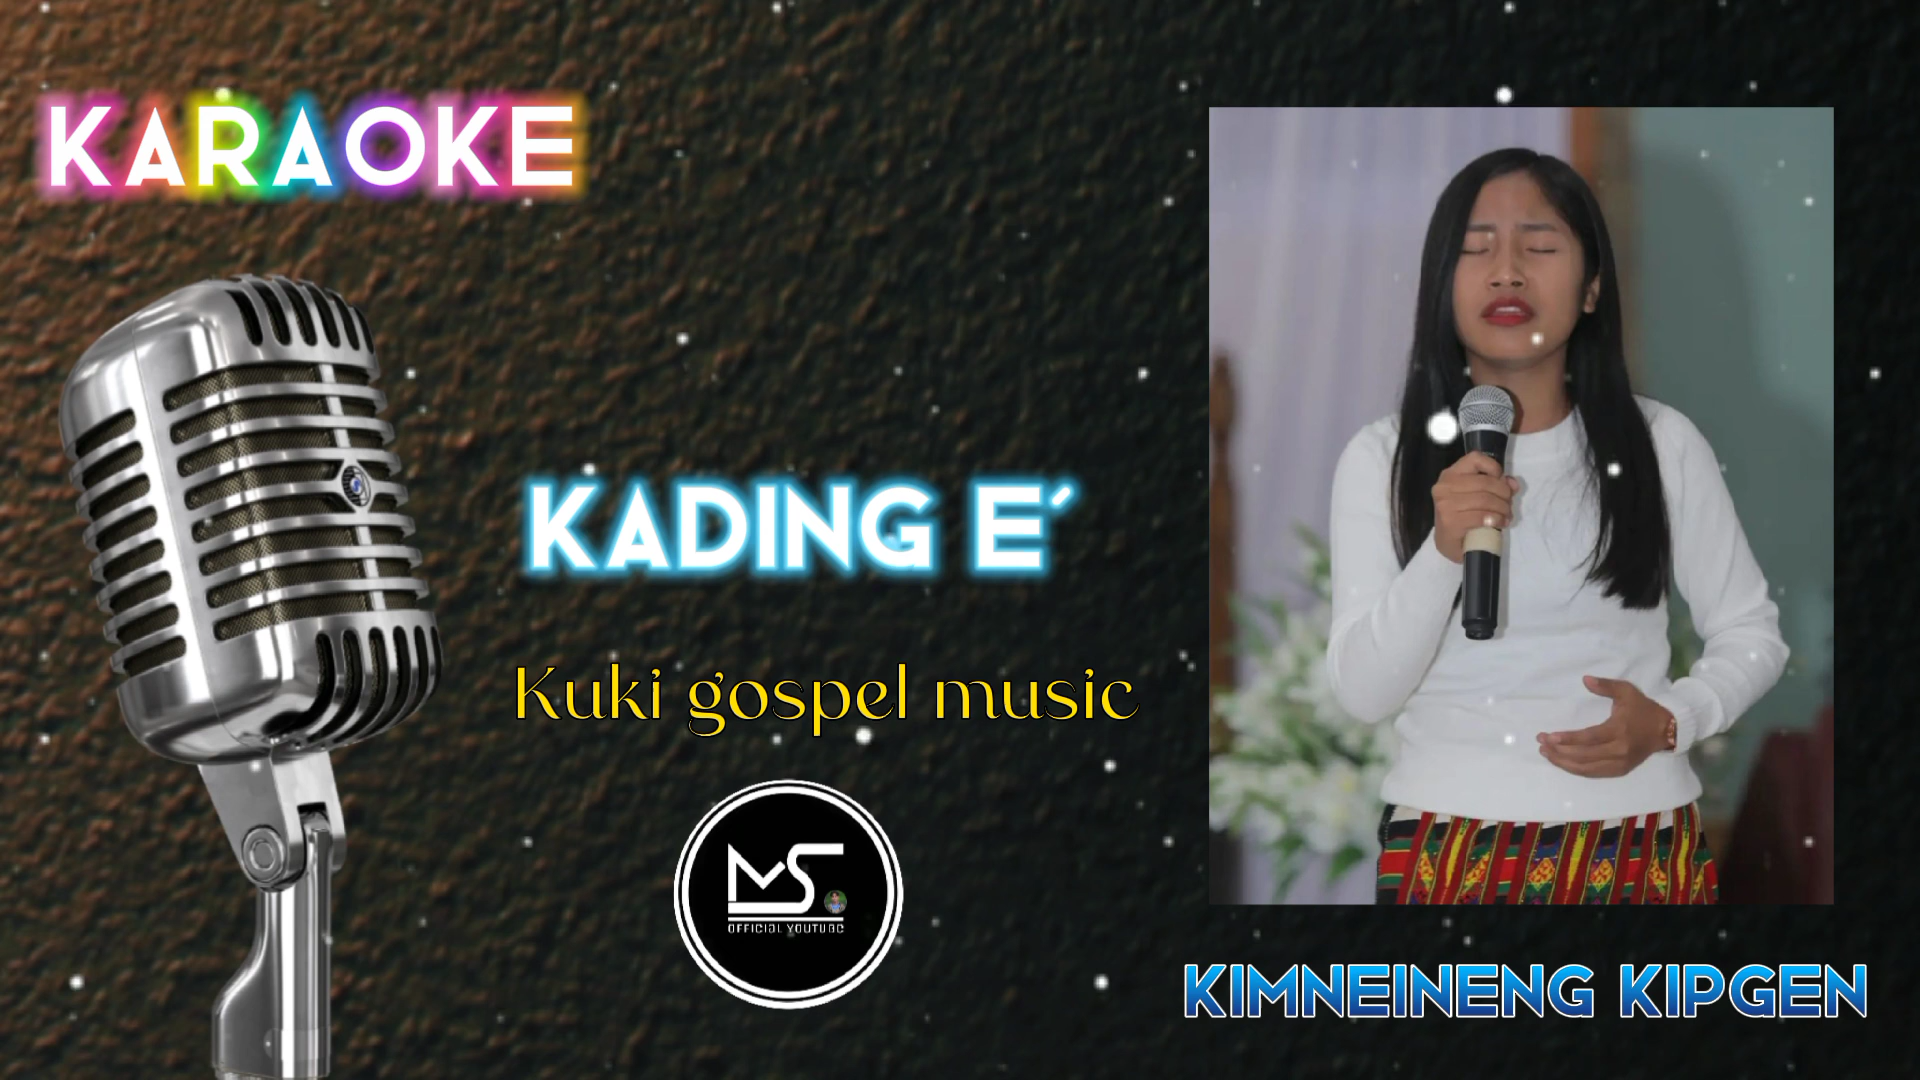 KARAOKE
KADING E´
Kuki gospel music
MS.
OFFICIAL YOUTUBE
KIMNEINENG KIPGEN